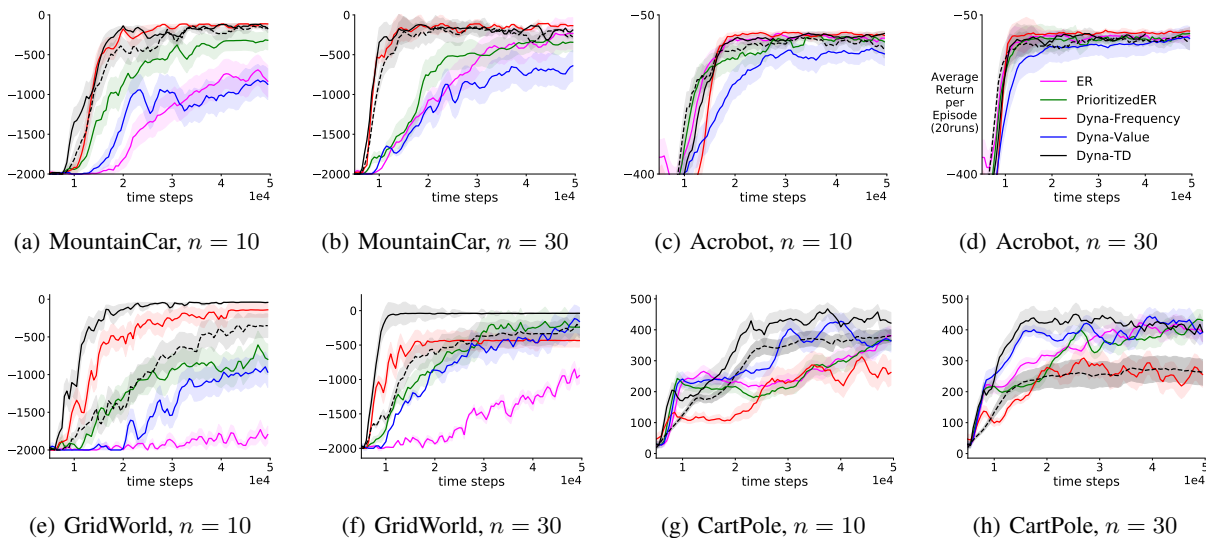 0
−500
−1000
−1500
−2000
1 2 3 4 5
time steps 1e4
(a) MountainCar, n = 10
0
−500
−1000
−1500
−2000
1 2 3 4 5
time steps 1e4
(b) MountainCar, n = 30
−50
−400
1 2 3 4 5
time steps 1e4
(c) Acrobot, n = 10
−50
−400
Average
Return
per
Episode
(20runs)
ER
PrioritizedER
Dyna-Frequency
Dyna-Value
Dyna-TD
1 2 3 4 5
time steps 1e4
(d) Acrobot, n = 30
0
−500
−1000
−1500
−2000
1 2 3 4 5
time steps 1e4
(e) GridWorld, n = 10
0
−500
−1000
−1500
−2000
1 2 3 4 5
time steps 1e4
(f) GridWorld, n = 30
500
400
300
200
100
0
1 2 3 4 5
time steps 1e4
(g) CartPole, n = 10
500
400
300
200
100
0
1 2 3 4 5
time steps 1e4
(h) CartPole, n = 30